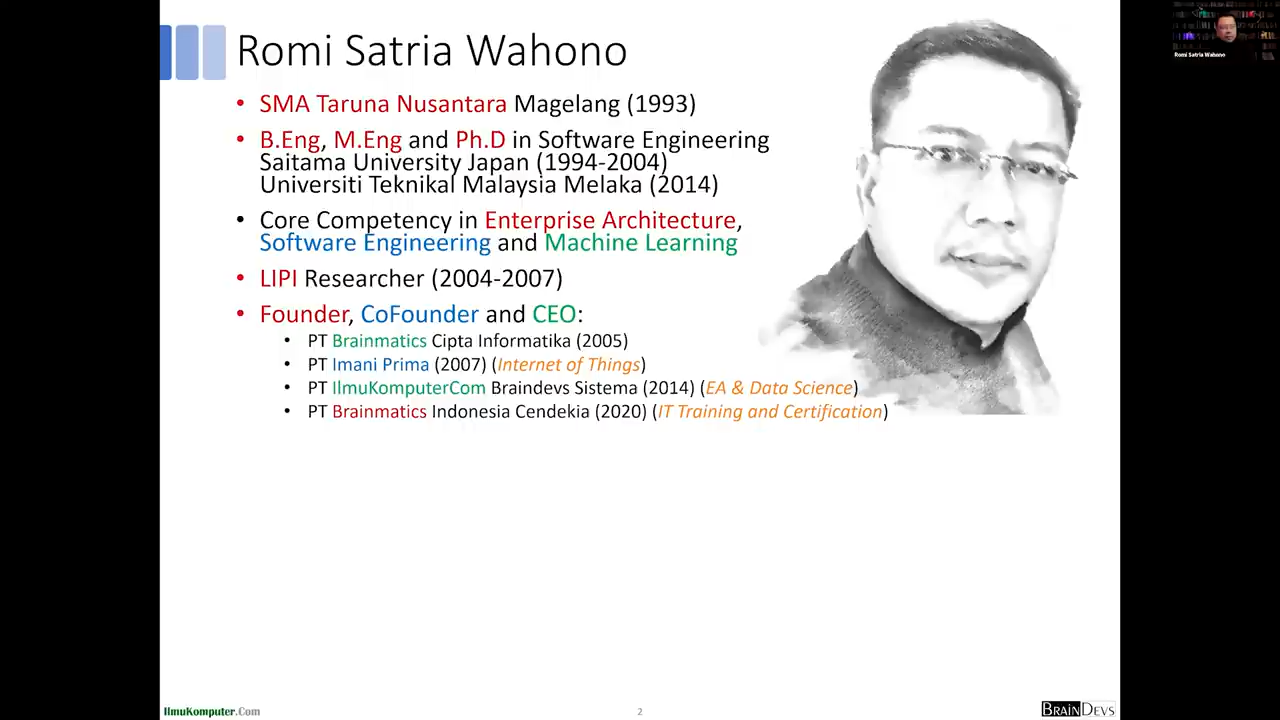 Romi Satria Wahono
Romi Satria Wahono
• SMA Taruna Nusantara Magelang (1993)
• B.Eng, M.Eng and Ph.D in Software Engineering
Saitama University Japan (1994-2004)
Universiti Teknikal Malaysia Melaka (2014)
• Core Competency in Enterprise Architecture,
Software Engineering and Machine Learning
• LIPI Researcher (2004-2007)
• Founder, CoFounder and CEO:
• PT Brainmatics Cipta Informatika (2005)
• PT Imani Prima (2007) (Internet of Things)
• PT IlmuKomputerCom Braindevs Sistema (2014) (EA & Data Science)
• PT Brainmatics Indonesia Cendekia (2020) (IT Training and Certification)
IlmuKomputer.Com
2
BRAINDEVS